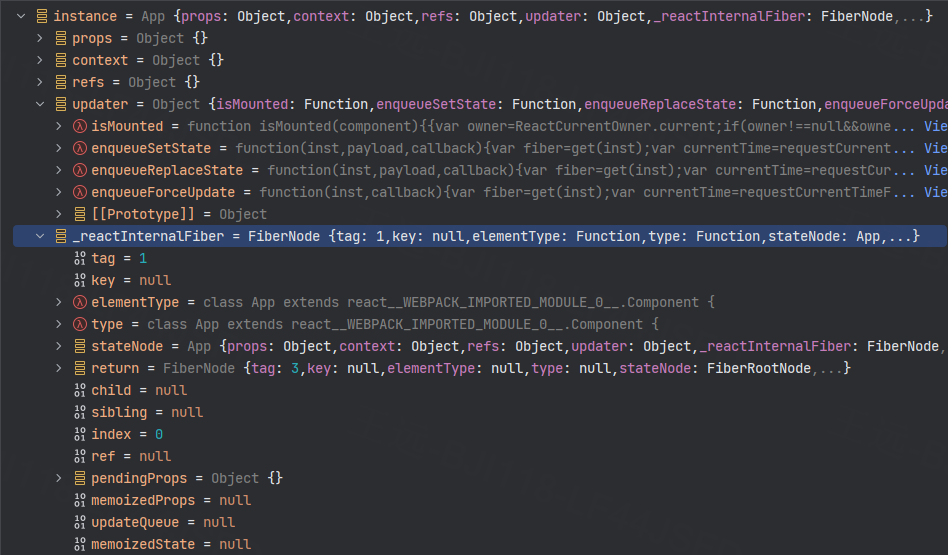 instance = App {props: Object,context: Object,refs: Object,updater: Object,_reactInternalFiber: FiberNode,...}
props = Object {}
context = Object {}
refs = Object {}
updater = Object {isMounted: Function,enqueueSetState: Function,enqueueReplaceState: Function,enqueueForceUpda
isMounted = function isMounted(component){{var owner=ReactCurrentOwner.current;if(owner!==null&&owne... Vie
enqueueSetState = function(inst,payload,callback){var fiber=get(inst);var currentTime=requestCurrent... Vie
enqueueReplaceState = function(inst,payload,callback){var fiber=get(inst);var currentTime=requestCur... Vie
enqueueForceUpdate = function(inst,callback){var fiber=get(inst);var currentTime=requestCurrentTimeF... Vie
[[Prototype]] = Object
_reactInternalFiber = FiberNode {tag: 1,key: null,elementType: Function,type: Function,stateNode: App,...}
tag = 1
key = null
elementType = class App extends react__WEBPACK_IMPORTED_MODULE_0__.Component {
type = class App extends react__WEBPACK_IMPORTED_MODULE_0__.Component {
stateNode = App {props: Object,context: Object,refs: Object,updater: Object,_reactInternalFiber: FiberNode,
return = FiberNode {tag: 3,key: null,elementType: null,type: null,stateNode: FiberRootNode,...}
child = null
sibling = null
index = 0
ref = null
pendingProps = Object {}
memoizedProps = null
updateQueue = null
memoizedState = null